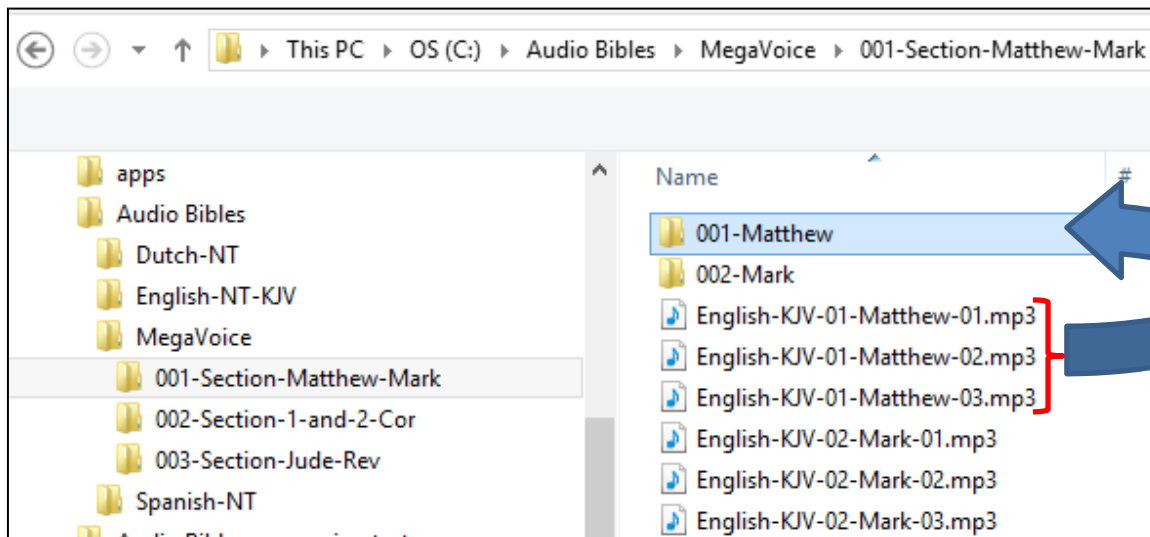 This PC OS (C:) Audio Bibles MegaVoice 001-Section-Matthew-Mark
apps
Audio Bibles
Dutch-NT
English-NT-KJV
MegaVoice
001-Section-Matthew-Mark
002-Section-1-and-2-Cor
003-Section-Jude-Rev
Spanish-NT
Name #
001-Matthew
002-Mark
English-KJV-01-Matthew-01.mp3
English-KJV-01-Matthew-02.mp3
English-KJV-01-Matthew-03.mp3
English-KJV-02-Mark-01.mp3
English-KJV-02-Mark-02.mp3
English-KJV-02-Mark-03.mp3